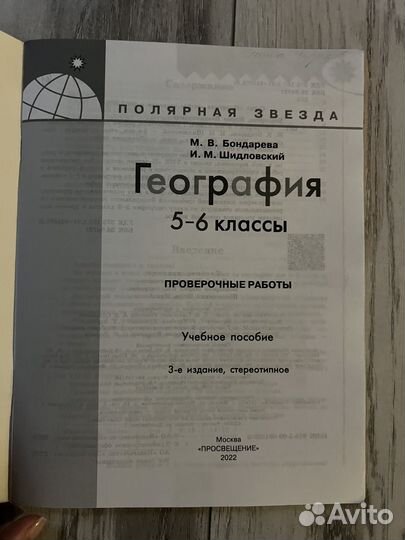 ПОЛЯРНАЯ ЗВЕЗДА
М. В. Бондарева
И. М. Шидловский
География
5–6 классы
ПРОВЕРОЧНЫЕ РАБОТЫ
Учебное пособие
3-е издание, стереотипное
Москва
«ПРОСВЕЩЕНИЕ»
2022
Avito